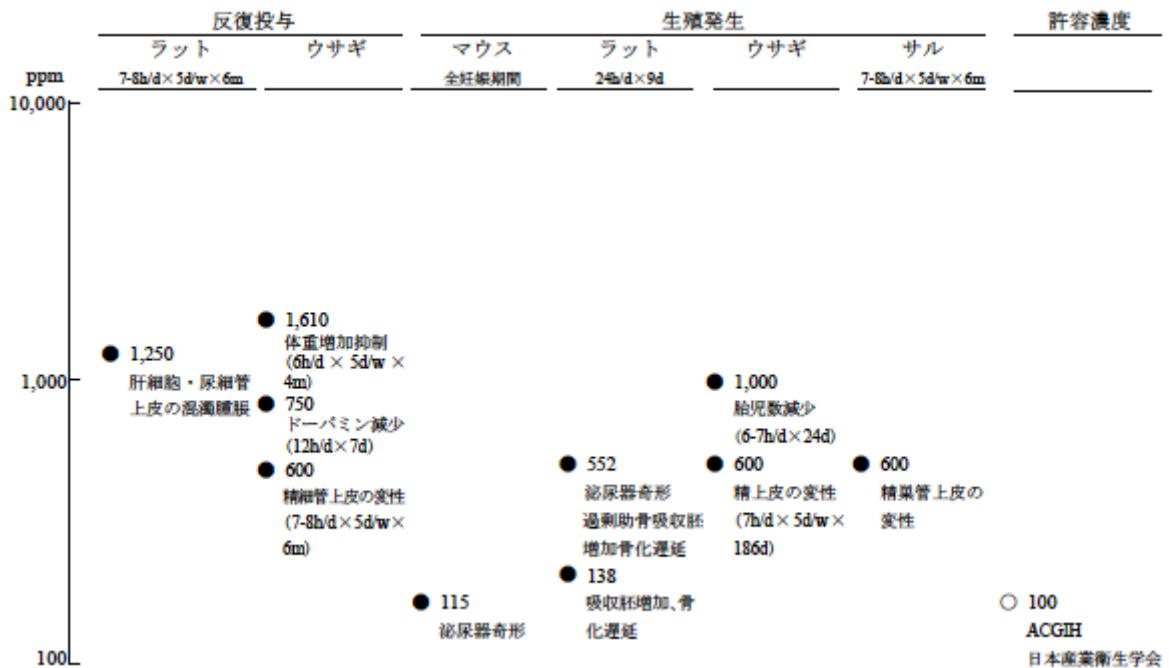 反復投与
生殖発生
許容濃度
ラット
ウサギ
マウス
ラット
ウサギ
サル
ppm
7-8h/d×5d/w×6m
全妊娠期間
24h/d×9d
7-8h/d×5d/w×6m
10,000
1,000
100
1,250
肝細胞・尿細管
上皮の混濁腫脹
1,610
体重増加抑制
(6h/d × 5d/w ×
4m)
750
ドーパミン減少
(12h/d×7d)
600
精細管上皮の変性
(7-8h/d×5d/w×
6m)
115
泌尿器奇形
552
泌尿器奇形
過剰助骨吸収胚
増加骨化遅延
138
吸収胚増加、骨
化遅延
1,000
胎児数減少
(6-7h/d×24d)
600
精上皮の変性
(7h/d×5d/w×
186d)
600
精巣管上皮の
変性
100
ACGIH
日本産業衛生学会